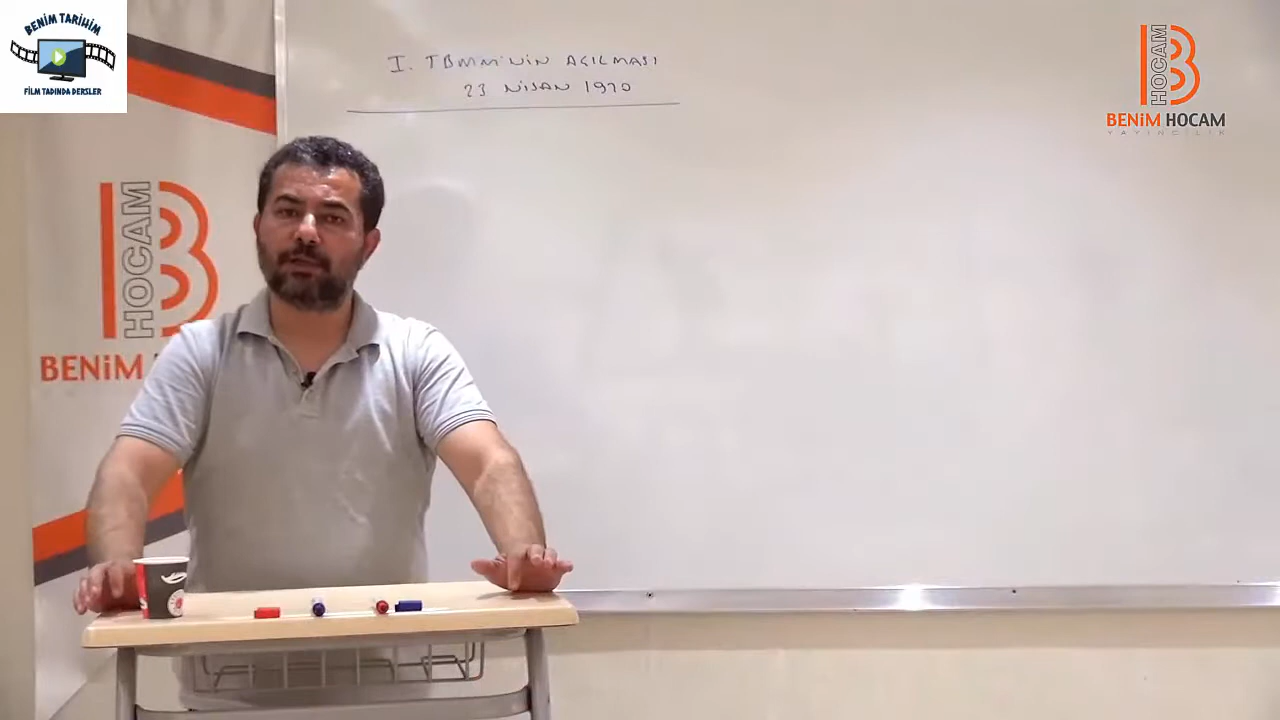 BENİM TARİHİM
FİLM TADINDA DERSLER
I. TBMM'NİN AÇILMASI
23 NİSAN 1920
HOCAM
BENİM HOCAM
YAYINCILIK
HOCAM
BENİM